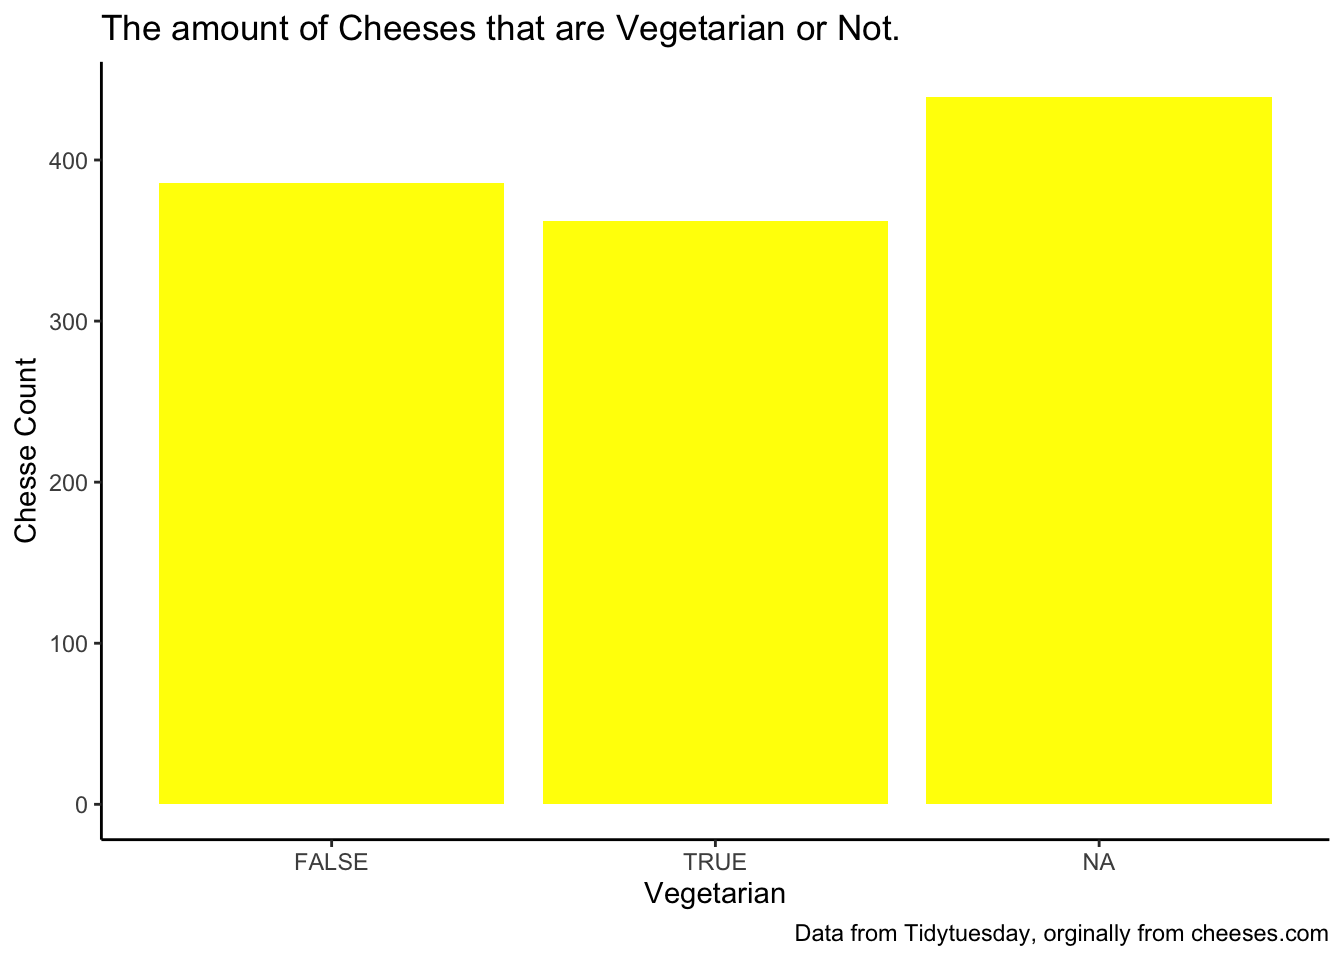 The amount of Cheeses that are Vegetarian or Not.
Chesse Count
400
300
200
100
0
FALSE TRUE NA
Vegetarian
Data from Tidytuesday, orginally from cheeses.com